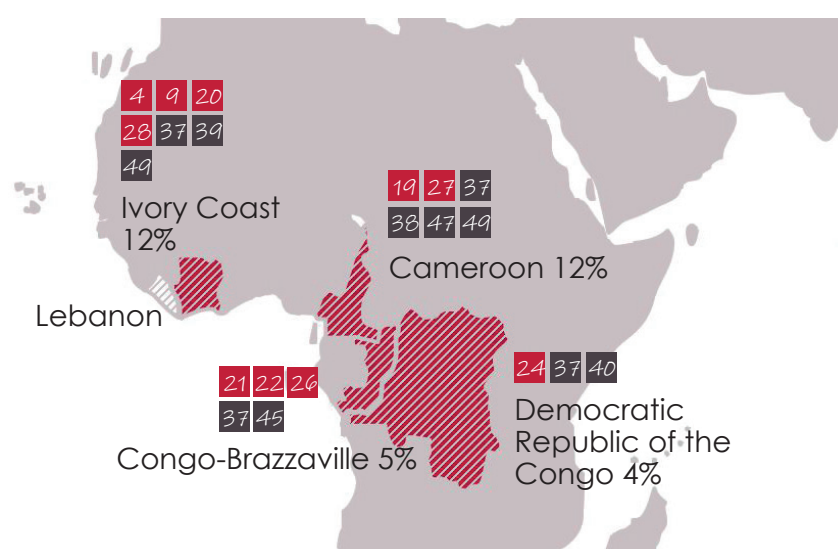 4 9 20
28 37 39
49
Ivory Coast
12%
19 27 37
38 47 49
Cameroon 12%
Lebanon
21 22 26
37 45
Congo-Brazzaville 5%
24 37 40
Democratic
Republic of the
Congo 4%